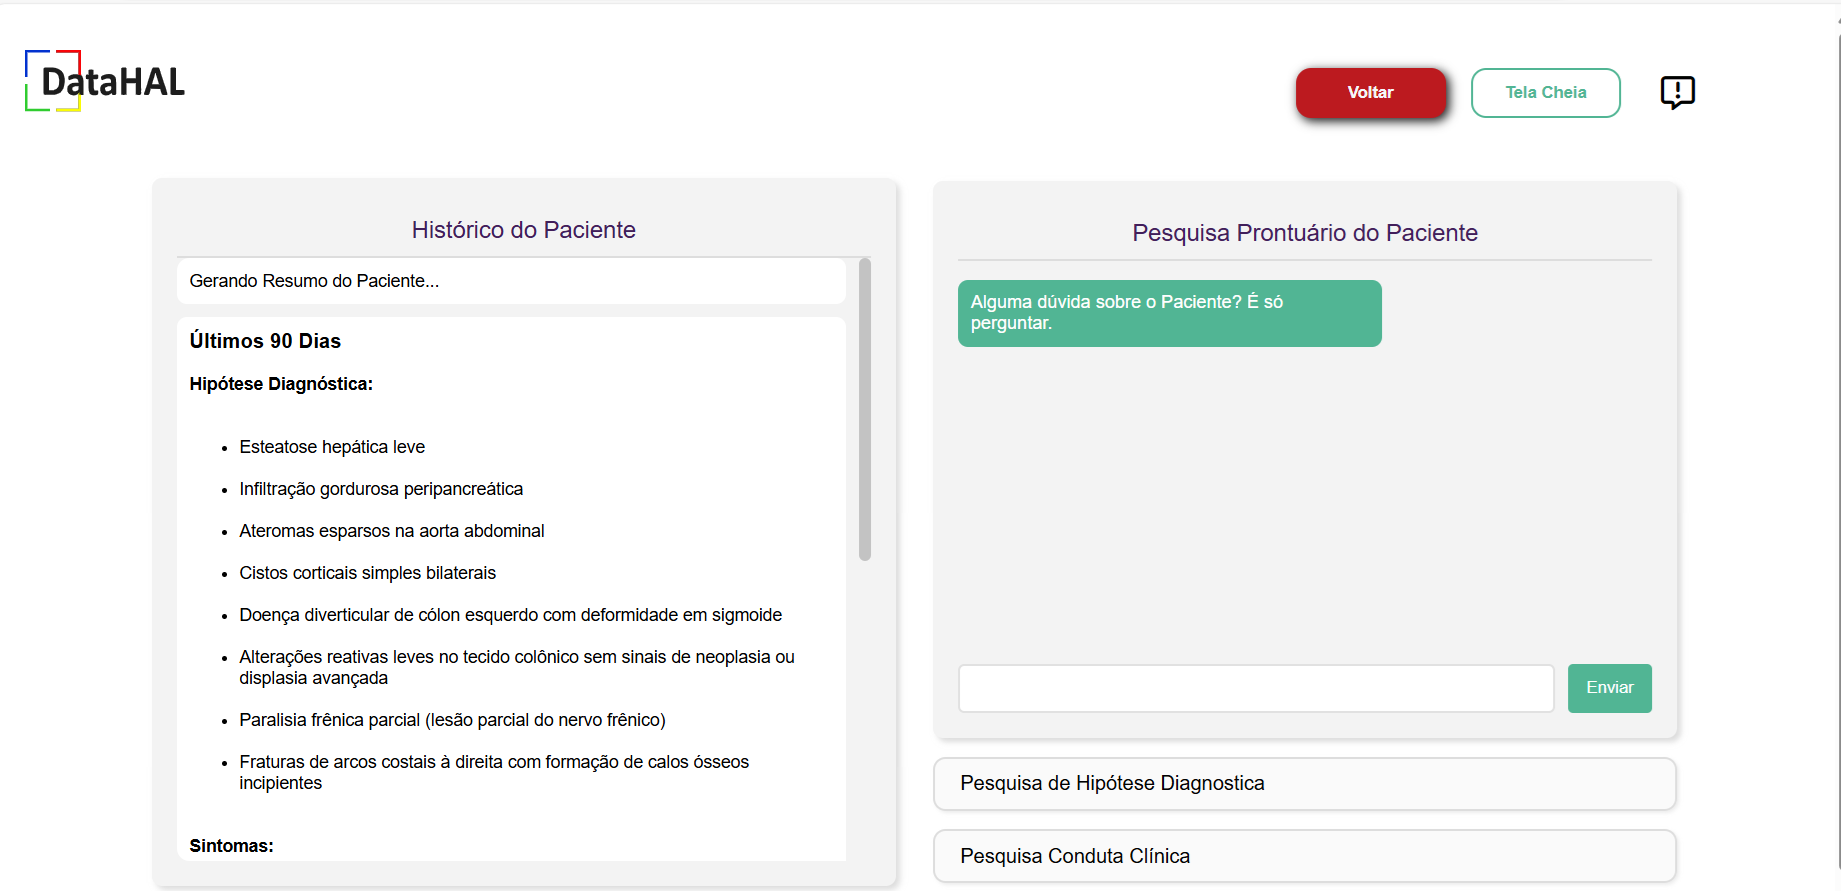 DataHAL
Voltar
Tela Cheia
Histórico do Paciente
Gerando Resumo do Paciente...
Últimos 90 Dias
Hipótese Diagnóstica:
• Esteatose hepática leve
• Infiltração gordurosa peripancreática
• Ateromas esparsos na aorta abdominal
• Cistos corticais simples bilaterais
• Doença diverticular de cólon esquerdo com deformidade em sigmoide
• Alterações reativas leves no tecido colônico sem sinais de neoplasia ou
displasia avançada
• Paralisia frênica parcial (lesão parcial do nervo frênico)
• Fraturas de arcos costais à direita com formação de calos ósseos
incipientes
Sintomas:
Pesquisa Prontuário do Paciente
Alguma dúvida sobre o Paciente? É só
perguntar.
Enviar
Pesquisa de Hipótese Diagnostica
Pesquisa Conduta Clínica